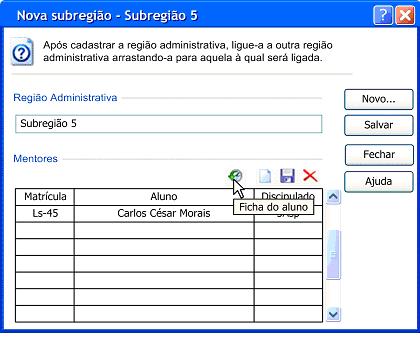 Nova subregião - Subregião 5
Após cadastrar a região administrativa, ligue-a a outra região
administrativa arrastando-a para aquela à qual será ligada.
Região Administrativa
Novo...
Subregião 5
Salvar
Fechar
Mentores
Ajuda
Matrícula Aluno Discipulado
Ls-45 Carlos César Morais
Ficha do aluno